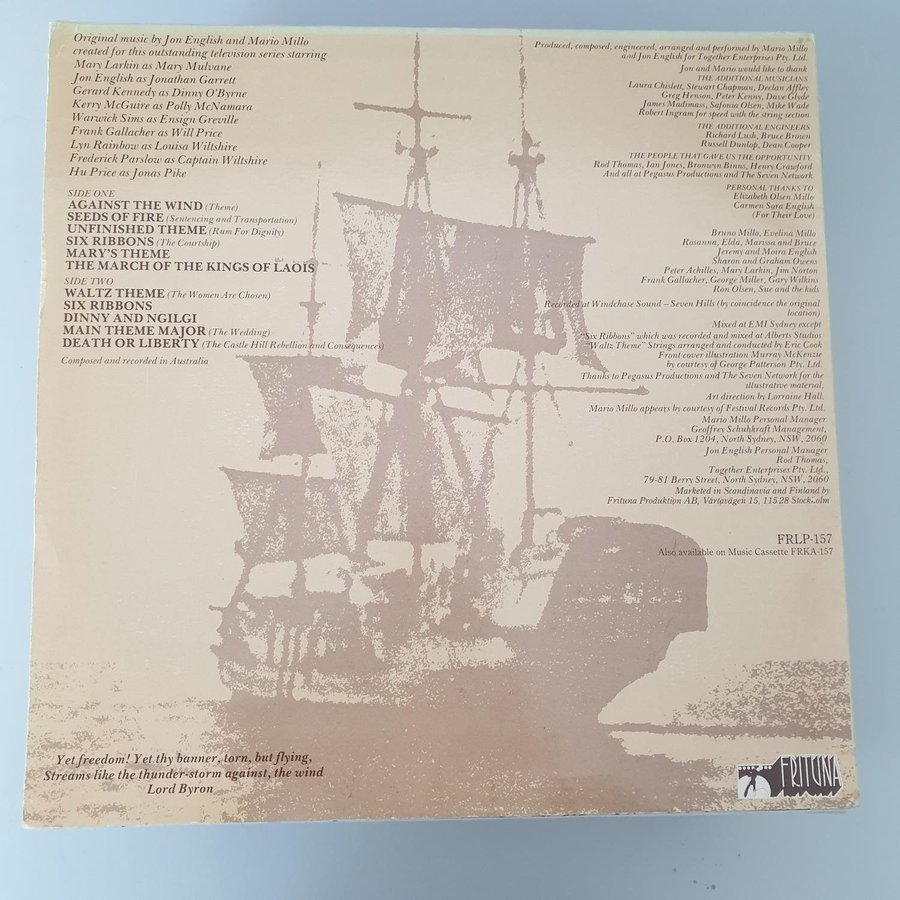 Original music by Jon English and Mario Millo
created for this outstanding television series starring
Mary Larkin as Mary Mulvane
Jon English as Jonathan Garrett
Gerard Kennedy as Dinny O'Byrne
Kerry McGuire as Polly McNamara
Warwick Sims as Ensign Greville
Frank Gallacher as Will Price
Lyn Rainbow as Louisa Wiltshire
Frederick Parslow as Captain Wiltshire
Hu Price as Jonas Pike
SIDE ONE
AGAINST THE WIND (Theme)
SEEDS OF FIRE (Sentencing and Transportation)
UNFINISHED THEME (Rum For Dignity)
SIX RIBBONS (The Courtship)
MARY'S THEME
THE MARCH OF THE KINGS OF LAOIS
SIDE TWO
WALTZ THEME (The Women Are Chosen)
SIX RIBBONS
DINNY AND NGILGI
MAIN THEME MAJOR (The Wedding)
DEATH OR LIBERTY (The Castle Hill Rebellion and Consequences)
Composed and recorded in Australia
Yet freedom! Yet thy banner, torn, but flying,
Streams like the thunder-storm against, the wind
Lord Byron
Produced, composed, engineered, arranged and performed by Mario Millo
and Jon English for Together Enterprises Pty. Ltd.
Jon and Mario would like to thank
THE ADDITIONAL MUSICIANS
Laura Chislett, Stewart Chapman, Declan Affley
Greg Henson, Peter Kenny, Dave Glyde
James Madimass, Safonia Olsen, Mike Wade
Robert Ingram for speed with the string section
THE ADDITIONAL ENGINEERS
Richard Lush, Bruce Brown
Russell Dunlop, Dean Cooper
THE PEOPLE THAT GAVE US THE OPPORTUNITY
Rod Thomas, Ian Jones, Bronwyn Binns, Henry Crawford
And all at Pegasus Productions and The Seven Network
PERSONAL THANKS TO
Elizabeth Olsen Millo
Carmen Sora English
(For Their Love)
Bruno Millo, Evelina Millo
Rosanna, Elda, Marissa and Bruce
Jeremy and Moira English
Sharon and Graham Owens
Peter Achilles, Mary Larkin, Jim Norton
Frank Gallacher, George Miller, Gary Wilkins
Ron Olsen, Sue and the kids
Recorded at Windchase Sound – Seven Hills (by coincidence the original
location)
Mixed at EMI Sydney except
"Six Ribbons" which was recorded and mixed at Alberts Studios
"Waltz Theme" Strings arranged and conducted by Eric Cook
Front cover illustration Murray McKenzie
by courtesy of George Patterson Pty. Ltd.
Thanks to Pegasus Productions and The Seven Network for the
illustrative material.
Art direction by Lorraine Hall.
Mario Millo appears by courtesy of Festival Records Pty. Ltd.
Mario Millo Personal Manager
Geoffrey Schuhkraft Management,
P.O. Box 1204, North Sydney, NSW, 2060
Jon English Personal Manager
Rod Thomas,
Together Enterprises Pty. Ltd.,
79-81 Berry Street, North Sydney, NSW, 2060
Marketed in Scandinavia and Finland by
Frituna Produktion AB, Värtavägen 15, 115 28 Stockholm
FRLP-157
Also available on Music Cassette FRKA-157
FRITUNA